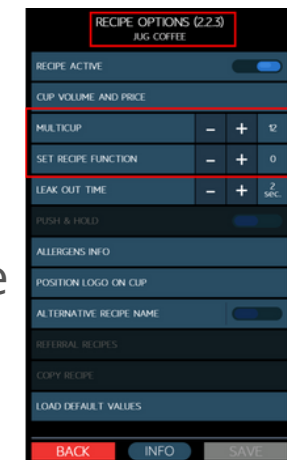 RECIPE OPTIONS (2.2.3)
JUG COFFEE
RECIPE ACTIVE
CUP VOLUME AND PRICE
MULTICUP - + 12
SET RECIPE FUNCTION - + 0
LEAK OUT TIME - + 2 sec.
PUSH & HOLD
ALLERGENS INFO
e
POSITION LOGO ON CUP
ALTERNATIVE RECIPE NAME
REFERRAL RECIPES
COPY RECIPE
LOAD DEFAULT VALUES
BACK INFO SAVE